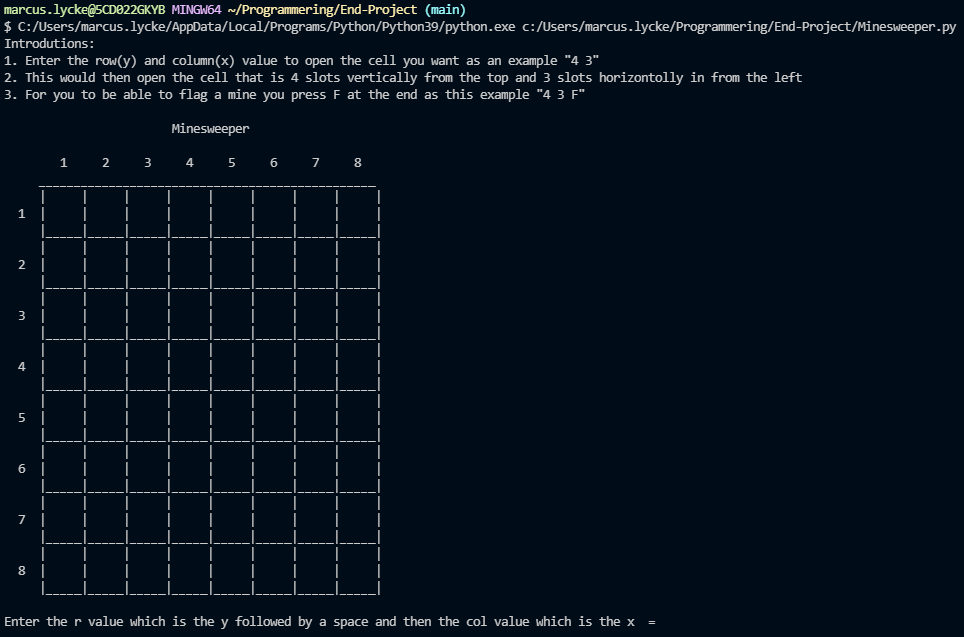 marcus.lycke@5CD022GKYB MINGW64 ~/Programmering/End-Project (main)
$ C:/Users/marcus.lycke/AppData/Local/Programs/Python/Python39/python.exe c:/Users/marcus.lycke/Programmering/End-Project/Minesweeper.py
Introdutions:
1. Enter the row(y) and column(x) value to open the cell you want as an example "4 3"
2. This would then open the cell that is 4 slots vertically from the top and 3 slots horizontolly in from the left
3. For you to be able to flag a mine you press F at the end as this example "4 3 F"
Minesweeper
1 2 3 4 5 6 7 8
1
2
3
4
5
6
7
8
Enter the r value which is the y followed by a space and then the col value which is the x  =